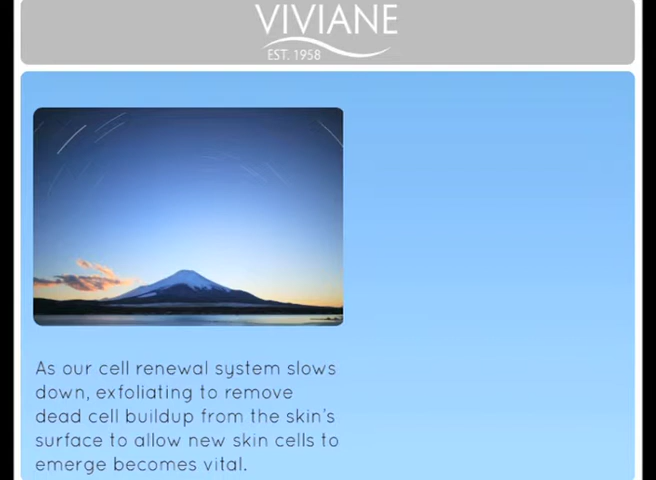 VIVIANE
EST. 1958
As our cell renewal system slows
down, exfoliating to remove
dead cell buildup from the skin's
surface to allow new skin cells to
emerge becomes vital.